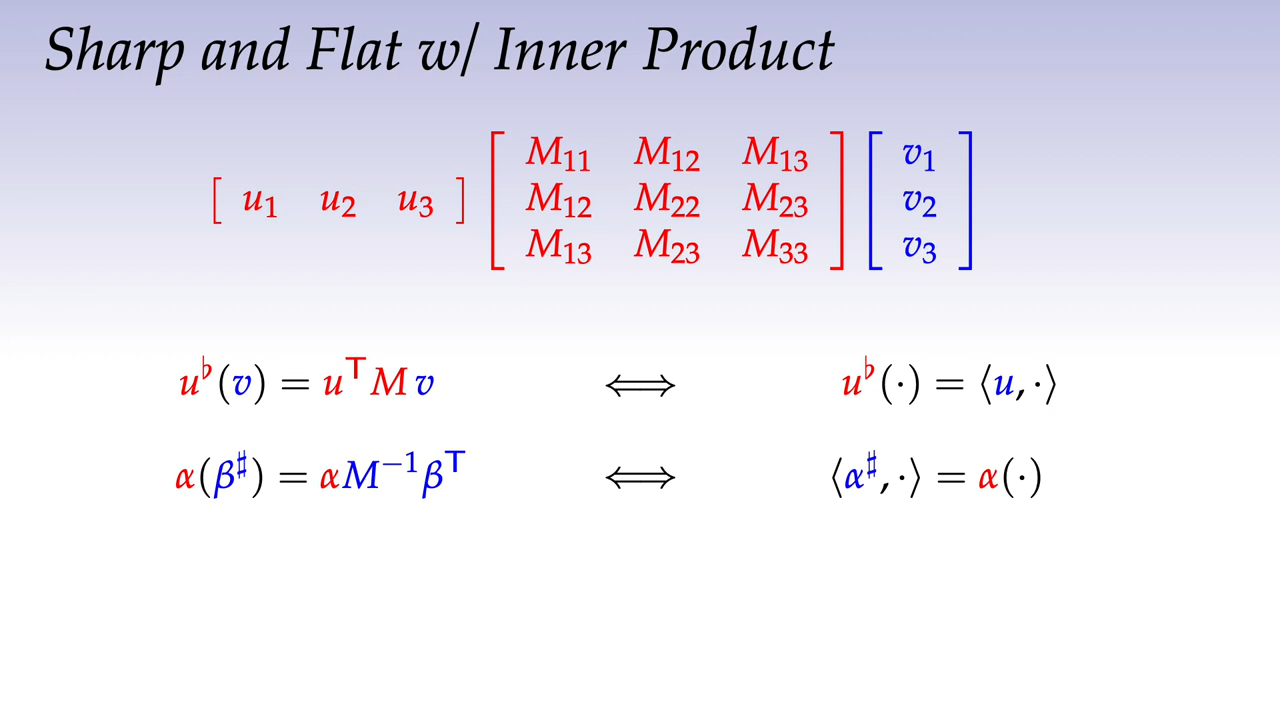 Sharp and Flat w/ Inner Product
[ u₁ u₂ u₃ ] [ M₁₁ M₁₂ M₁₃ ; M₁₂ M₂₂ M₂₃ ; M₁₃ M₂₃ M₃₃ ] [ v₁ ; v₂ ; v₃ ]
u♭(v) = uᵀM v ⟺ u♭(·) = ⟨u, ·⟩
α(β♯) = αM⁻¹βᵀ ⟺ ⟨α♯, ·⟩ = α(·)